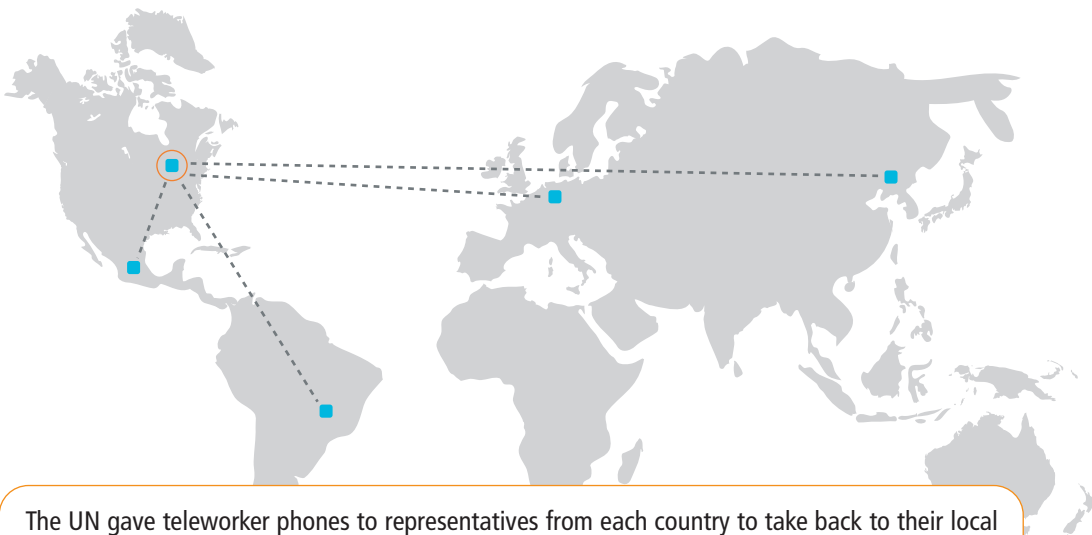 The UN gave teleworker phones to representatives from each country to take back to their local